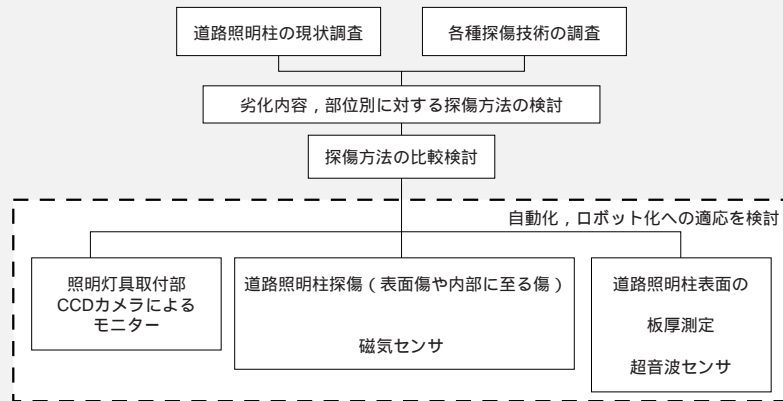 道路照明柱の現状調査
各種探傷技術の調査
劣化内容，部位別に対する探傷方法の検討
探傷方法の比較検討
自動化，ロボット化への適応を検討
照明灯具取付部
CCDカメラによる
モニター
道路照明柱探傷（表面傷や内部に至る傷）
磁気センサ
道路照明柱表面の
板厚測定
超音波センサ